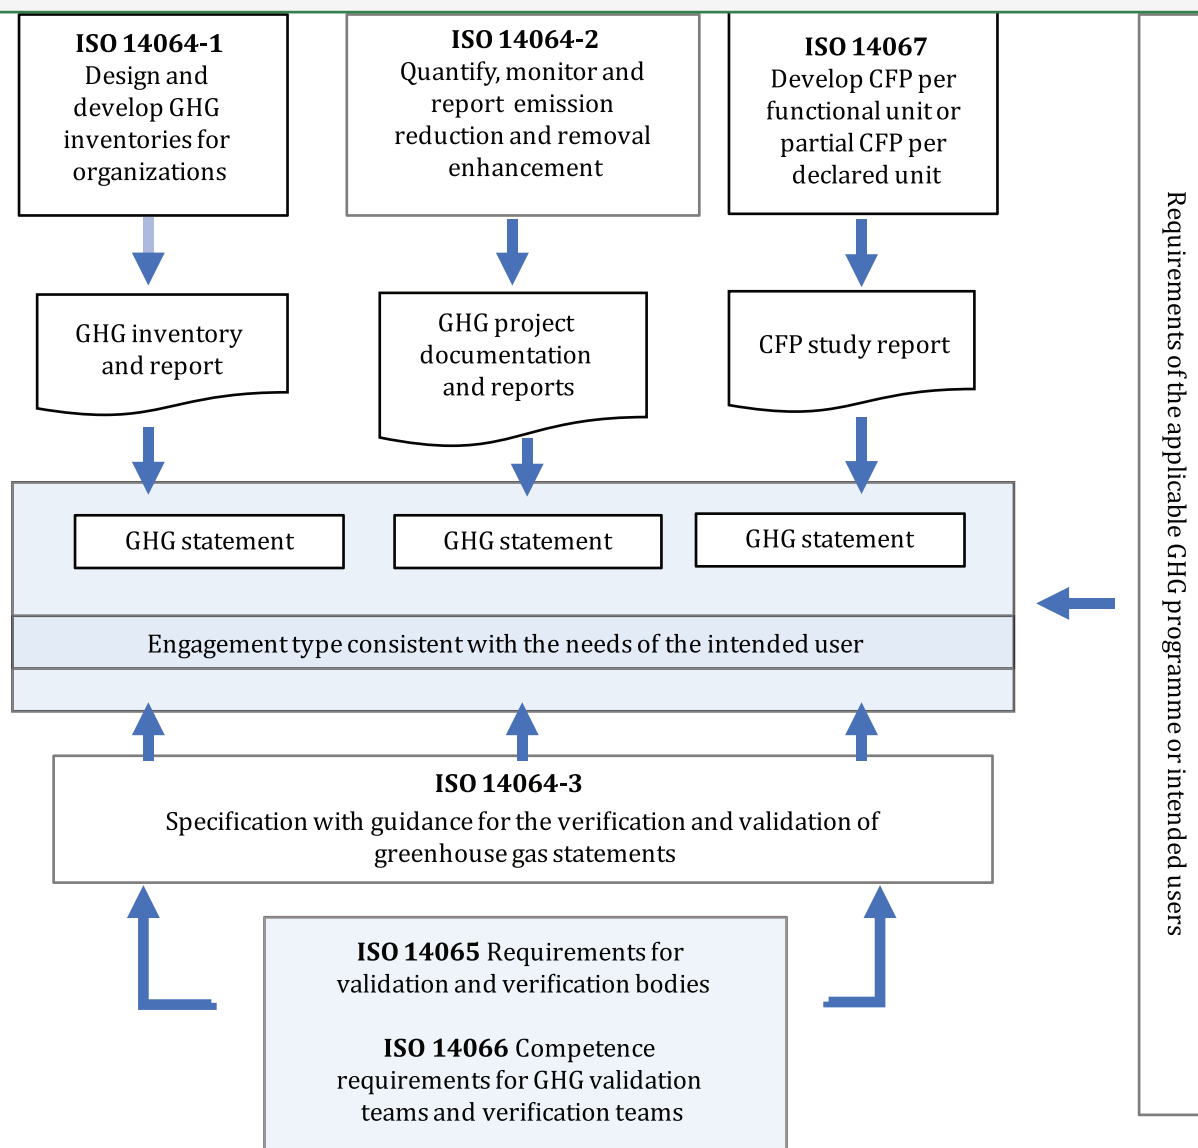 ISO 14064-1
Design and
develop GHG
inventories for
organizations
ISO 14064-2
Quantify, monitor and
report emission
reduction and removal
enhancement
ISO 14067
Develop CFP per
functional unit or
partial CFP per
declared unit
GHG inventory
and report
GHG project
documentation
and reports
CFP study report
GHG statement
GHG statement
GHG statement
Engagement type consistent with the needs of the intended user
ISO 14064-3
Specification with guidance for the verification and validation of
greenhouse gas statements
ISO 14065 Requirements for
validation and verification bodies
ISO 14066 Competence
requirements for GHG validation
teams and verification teams
Requirements of the applicable GHG programme or intended users